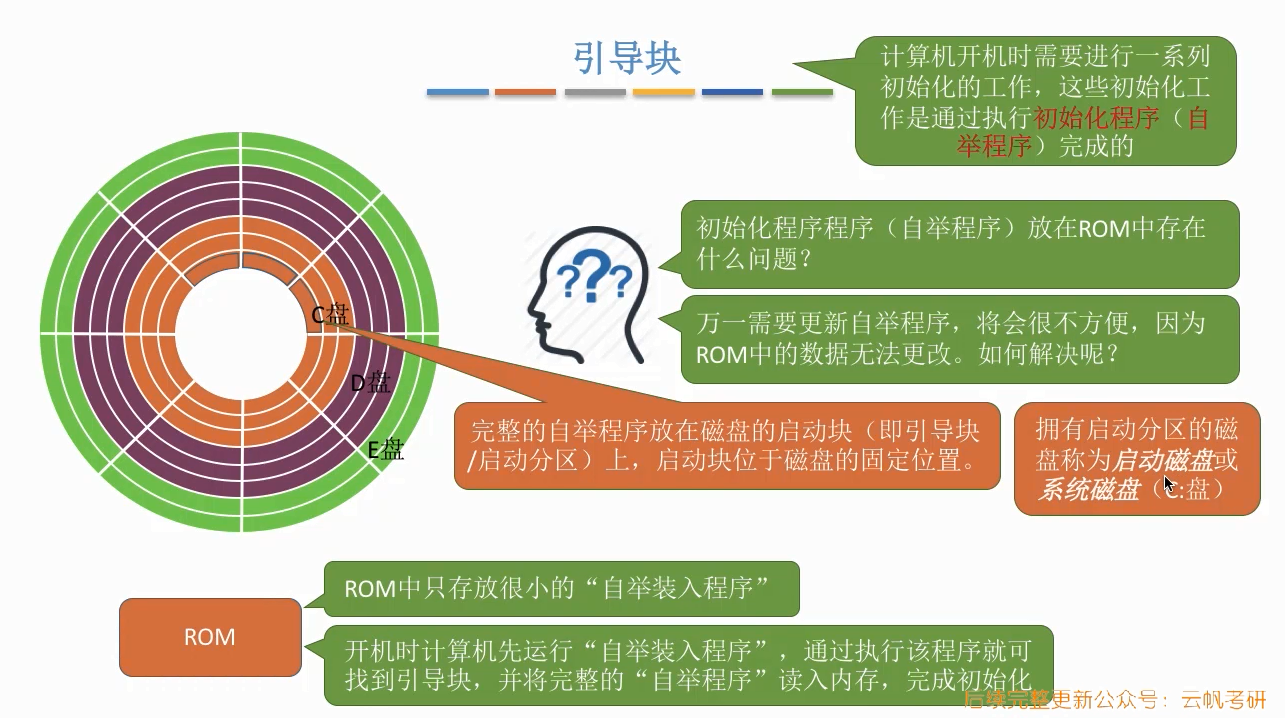 引导块
计算机开机时需要进行一系列
初始化的工作，这些初始化工
作是通过执行初始化程序（自
举程序）完成的
初始化程序程序（自举程序）放在ROM中存在
什么问题？
万一需要更新自举程序，将会很不方便，因为
ROM中的数据无法更改。如何解决呢？
C盘
D盘
E盘
完整的自举程序放在磁盘的启动块（即引导块
/启动分区）上，启动块位于磁盘的固定位置。
拥有启动分区的磁
盘称为启动磁盘或
系统磁盘（C:盘）
ROM中只存放很小的“自举装入程序”
ROM
开机时计算机先运行“自举装入程序”，通过执行该程序就可
找到引导块，并将完整的“自举程序”读入内存，完成初始化
后续完整更新公众号：云帆考研